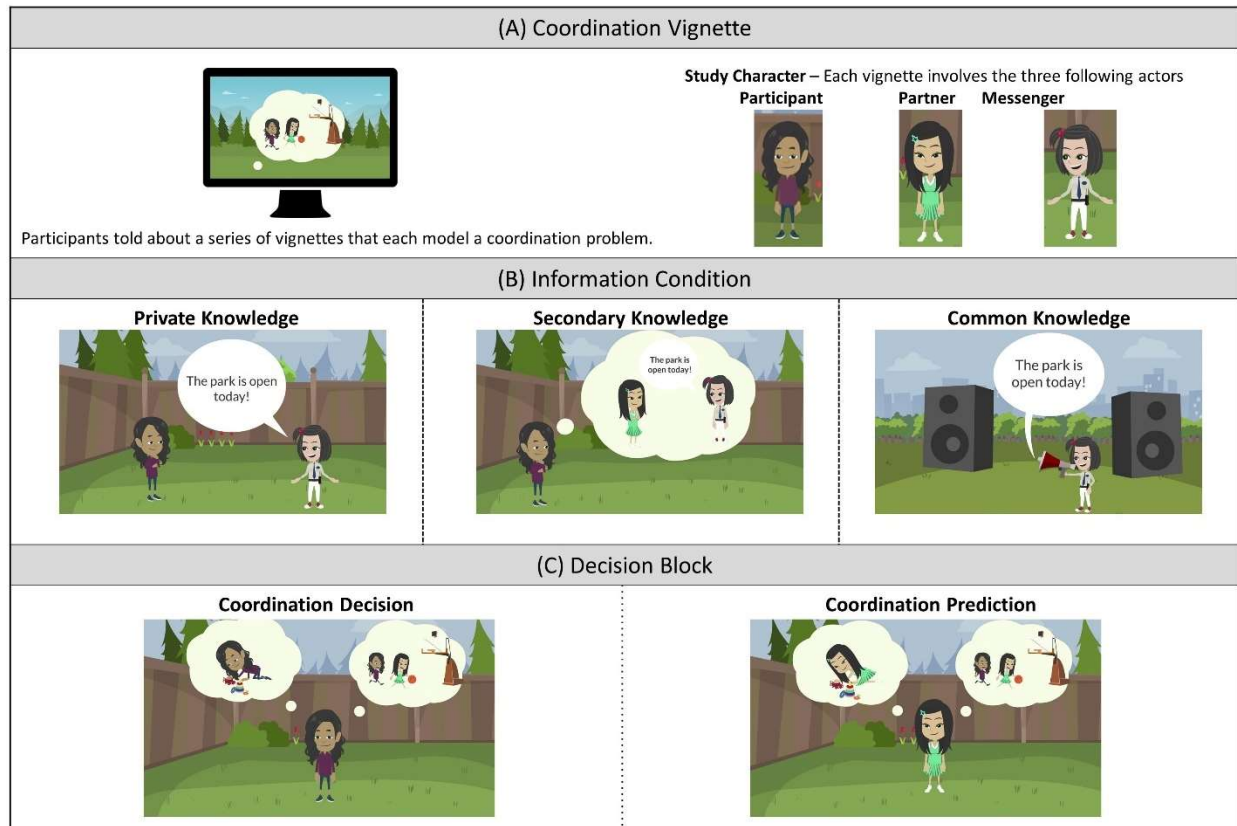 (A) Coordination Vignette
Study Character – Each vignette involves the three following actors
Participant Partner Messenger
Participants told about a series of vignettes that each model a coordination problem.
(B) Information Condition
Private Knowledge
The park is open
today!
Secondary Knowledge
The park is
open today!
Common Knowledge
The park is
open today!
(C) Decision Block
Coordination Decision
Coordination Prediction